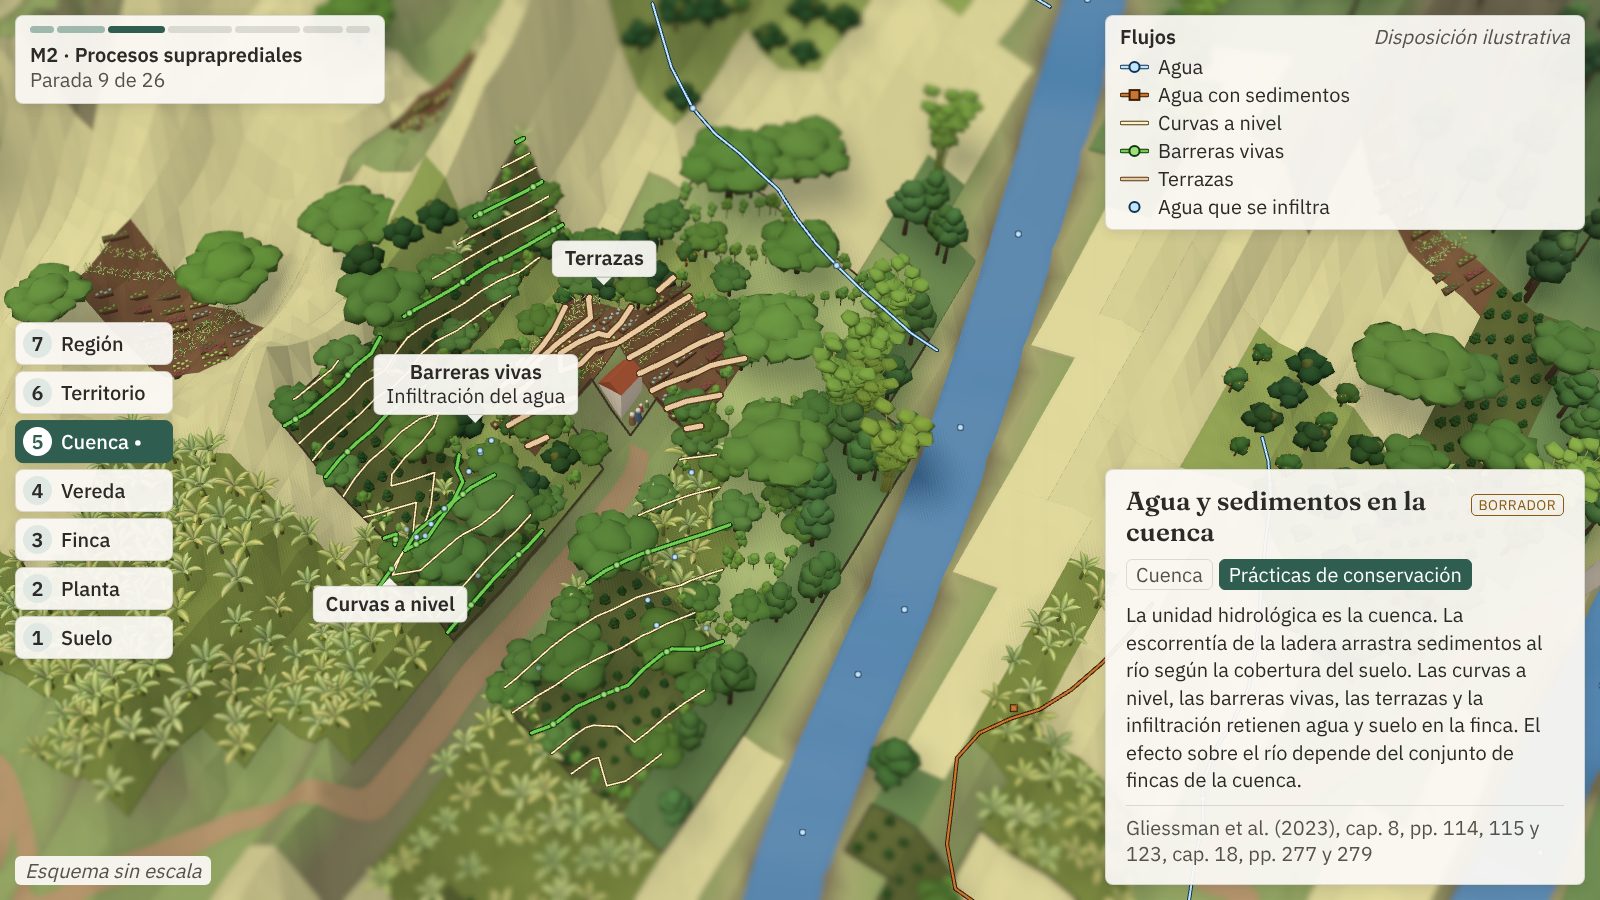 M2 · Procesos supraprediales
Parada 9 de 26
Flujos
Disposición ilustrativa
Agua
Agua con sedimentos
Curvas a nivel
Barreras vivas
Terrazas
Agua que se infiltra
Terrazas
Barreras vivas
Infiltración del agua
Curvas a nivel
7 Región
6 Territorio
5 Cuenca •
4 Vereda
3 Finca
2 Planta
1 Suelo
Agua y sedimentos en la
cuenca
BORRADOR
Cuenca
Prácticas de conservación
La unidad hidrológica es la cuenca. La
escorrentía de la ladera arrastra sedimentos al
río según la cobertura del suelo. Las curvas a
nivel, las barreras vivas, las terrazas y la
infiltración retienen agua y suelo en la finca. El
efecto sobre el río depende del conjunto de
fincas de la cuenca.
Gliessman et al. (2023), cap. 8, pp. 114, 115 y
123, cap. 18, pp. 277 y 279
Esquema sin escala